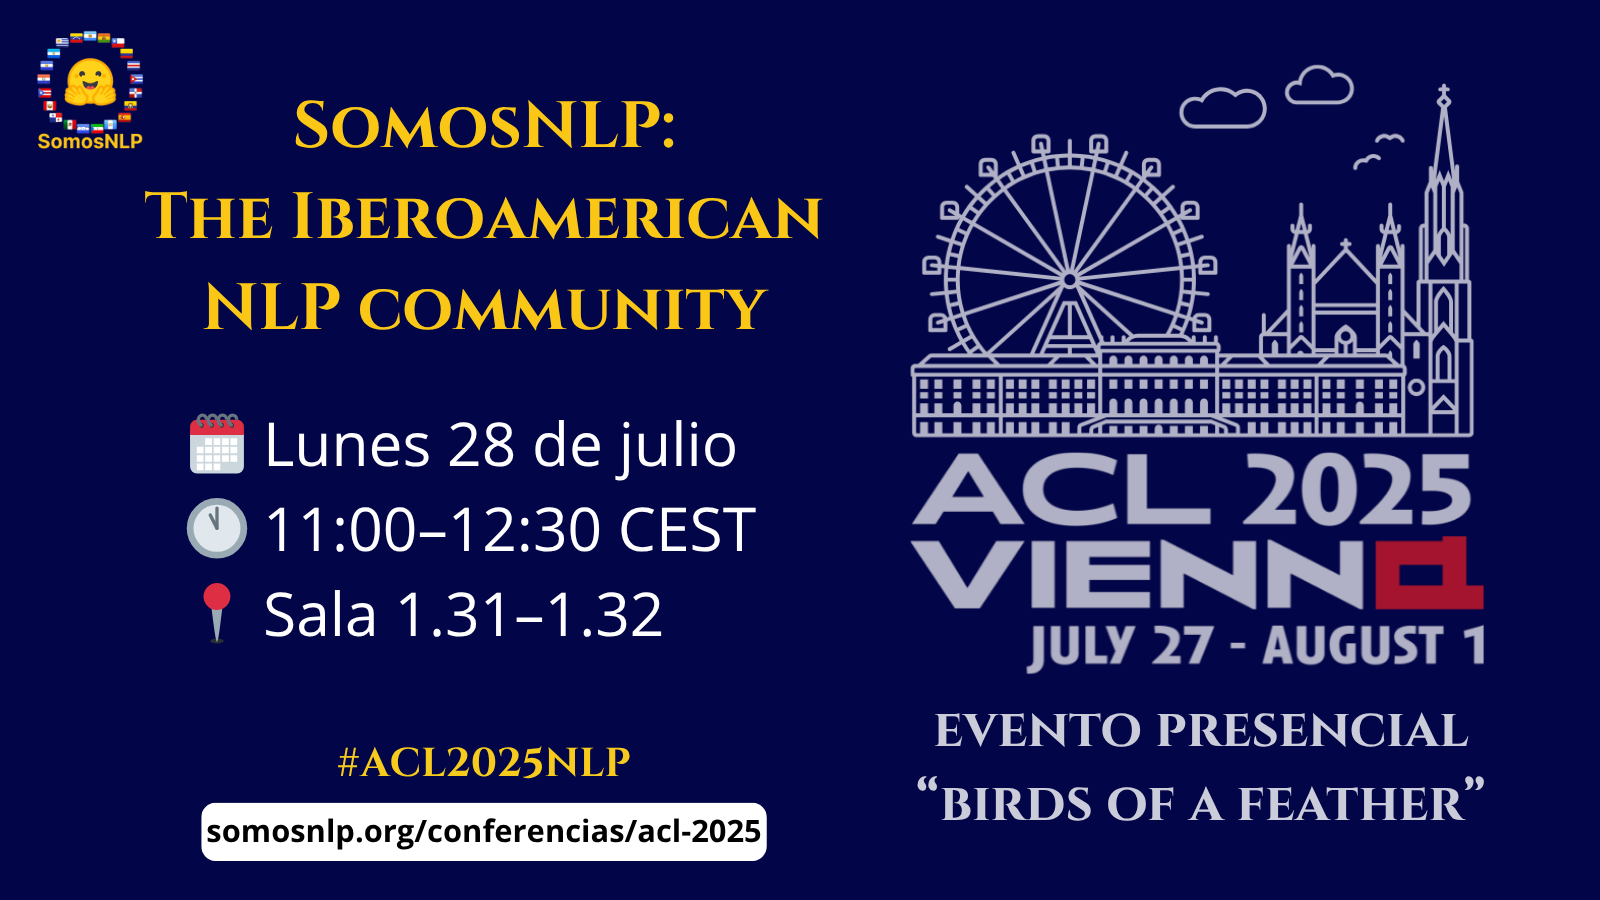 SomosNLP
SomosNLP:
The Iberoamerican
NLP community
Lunes 28 de julio
11:00–12:30 CEST
Sala 1.31–1.32
#ACL2025NLP
somosnlp.org/conferencias/acl-2025
ACL 2025
VIENNA
JULY 27 - AUGUST 1
evento presencial
“Birds of a Feather”